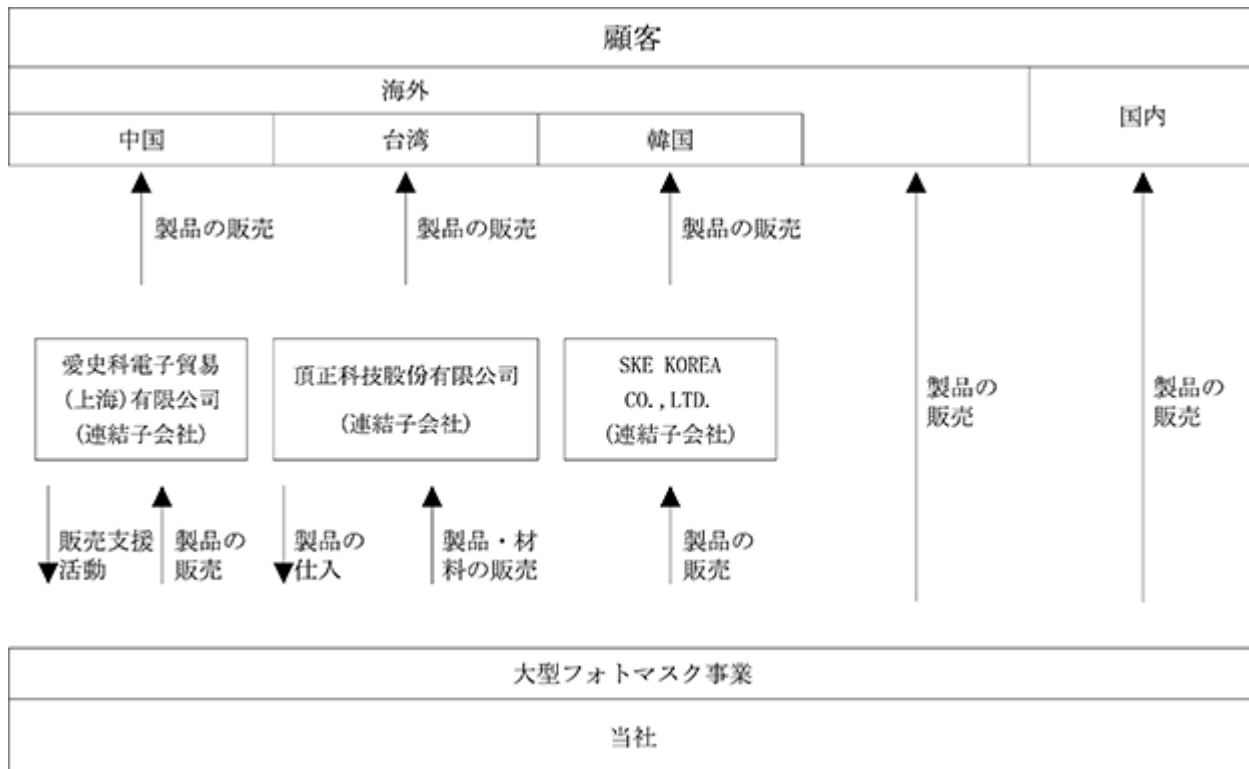 顧客
海外
国内
中国
台湾
韓国
製品の販売
製品の販売
製品の販売
愛史科電子貿易
(上海)有限公司
(連結子会社)
頂正科技股份有限公司
(連結子会社)
SKE KOREA
CO.,LTD.
(連結子会社)
製品の
販売
製品の
販売
販売支援
活動
製品の
販売
製品の
仕入
製品・材
料の販売
製品の
販売
大型フォトマスク事業
当社